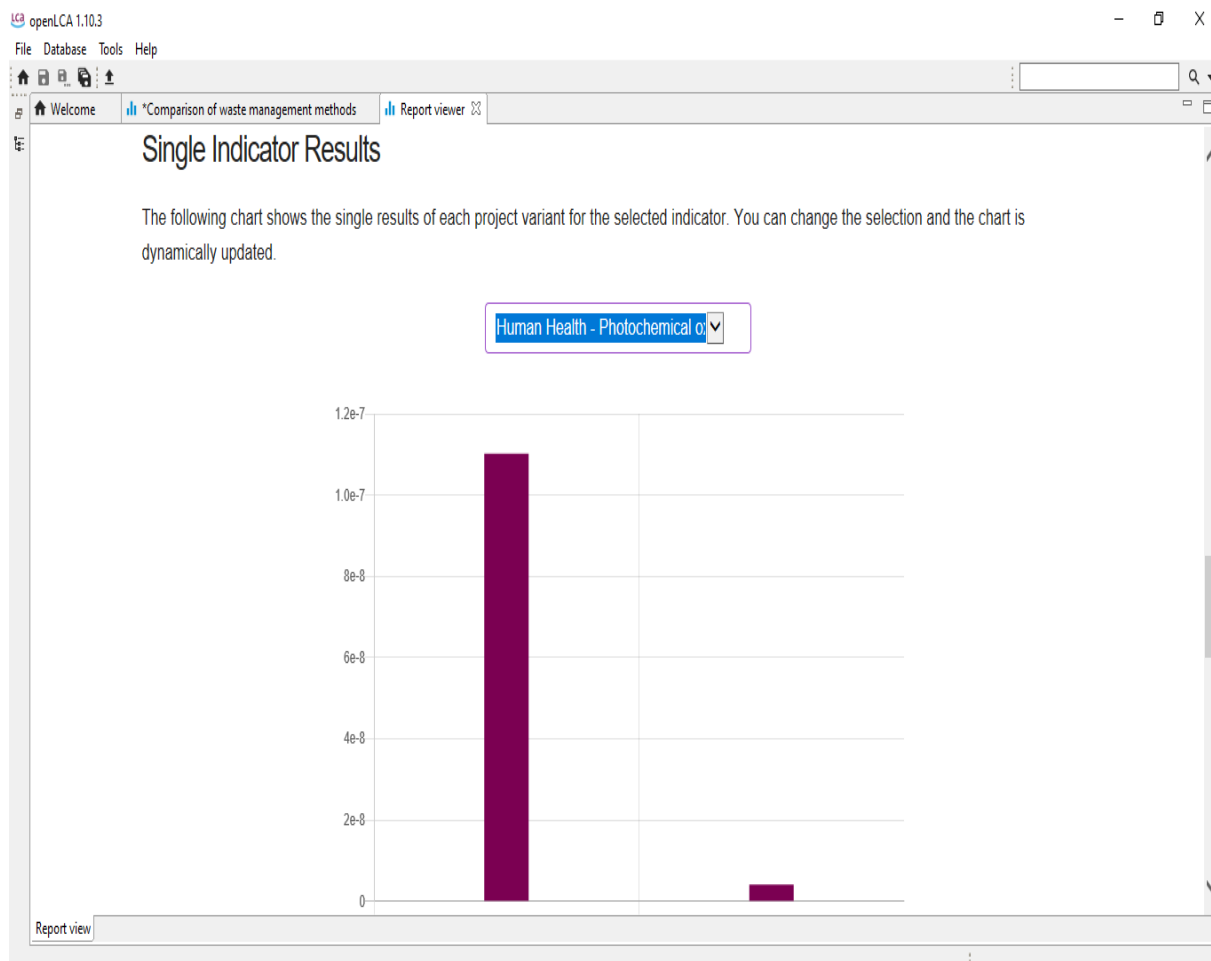 LCa openLCA 1.10.3
File Database Tools Help
Welcome *Comparison of waste management methods Report viewer
Single Indicator Results
The following chart shows the single results of each project variant for the selected indicator. You can change the selection and the chart is
dynamically updated.
Human Health - Photochemical o
1.2e-7
1.0e-7
8e-8
6e-8
4e-8
2e-8
0
Report view